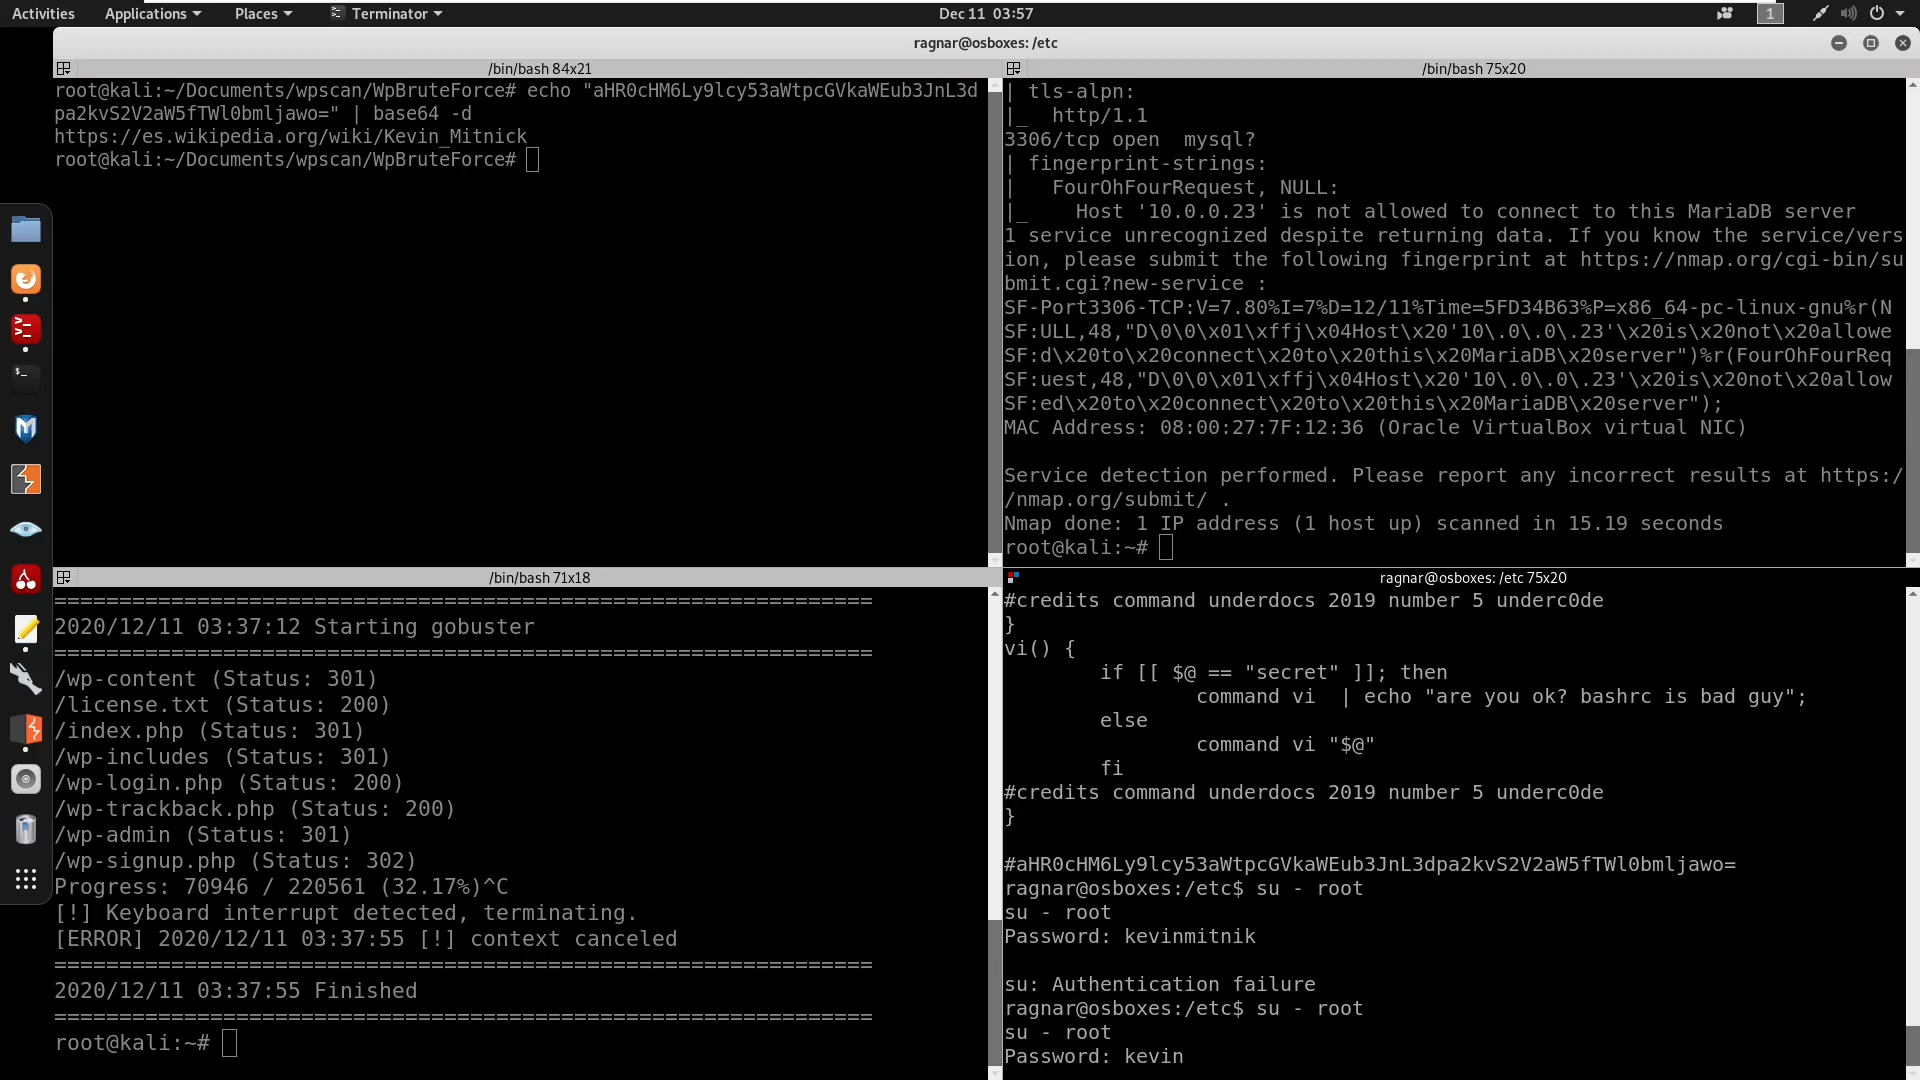 Activities Applications Places Terminator Dec 11 03:57 1
ragnar@osboxes: /etc
/bin/bash 84x21
root@kali:~/Documents/wpscan/WpBruteForce# echo "aHR0cHM6Ly9lcy53aWtpcGVkaWEub3JnL3d
pa2kvS2V2aW5fTWl0bmljawo=" | base64 -d
https://es.wikipedia.org/wiki/Kevin_Mitnick
root@kali:~/Documents/wpscan/WpBruteForce#
/bin/bash 75x20
| tls-alpn:
|_  http/1.1
3306/tcp open  mysql?
| fingerprint-strings:
|   FourOhFourRequest, NULL:
|_    Host '10.0.0.23' is not allowed to connect to this MariaDB server
1 service unrecognized despite returning data. If you know the service/vers
ion, please submit the following fingerprint at https://nmap.org/cgi-bin/su
bmit.cgi?new-service :
SF-Port3306-TCP:V=7.80%I=7%D=12/11%Time=5FD34B63%P=x86_64-pc-linux-gnu%r(N
SF:ULL,48,"D\0\0\x01\xffj\x04Host\x20'10\.0\.0\.23'\x20is\x20not\x20allowe
SF:d\x20to\x20connect\x20to\x20this\x20MariaDB\x20server")%r(FourOhFourReq
SF:uest,48,"D\0\0\x01\xffj\x04Host\x20'10\.0\.0\.23'\x20is\x20not\x20allow
SF:ed\x20to\x20connect\x20to\x20this\x20MariaDB\x20server");
MAC Address: 08:00:27:7F:12:36 (Oracle VirtualBox virtual NIC)
Service detection performed. Please report any incorrect results at https:/
/nmap.org/submit/ .
Nmap done: 1 IP address (1 host up) scanned in 15.19 seconds
root@kali:~#
/bin/bash 71x18
===============================================================
2020/12/11 03:37:12 Starting gobuster
===============================================================
/wp-content (Status: 301)
/license.txt (Status: 200)
/index.php (Status: 301)
/wp-includes (Status: 301)
/wp-login.php (Status: 200)
/wp-trackback.php (Status: 200)
/wp-admin (Status: 301)
/wp-signup.php (Status: 302)
Progress: 70946 / 220561 (32.17%)^C
[!] Keyboard interrupt detected, terminating.
[ERROR] 2020/12/11 03:37:55 [!] context canceled
===============================================================
2020/12/11 03:37:55 Finished
===============================================================
root@kali:~#
ragnar@osboxes: /etc 75x20
#credits command underdocs 2019 number 5 underc0de
}
vi() {
        if [[ $@ == "secret" ]]; then
                command vi  | echo "are you ok? bashrc is bad guy";
        else
                command vi "$@"
        fi
#credits command underdocs 2019 number 5 underc0de
}
#aHR0cHM6Ly9lcy53aWtpcGVkaWEub3JnL3dpa2kvS2V2aW5fTWl0bmljawo=
ragnar@osboxes:/etc$ su - root
su - root
Password: kevinmitnik
su: Authentication failure
ragnar@osboxes:/etc$ su - root
su - root
Password: kevin